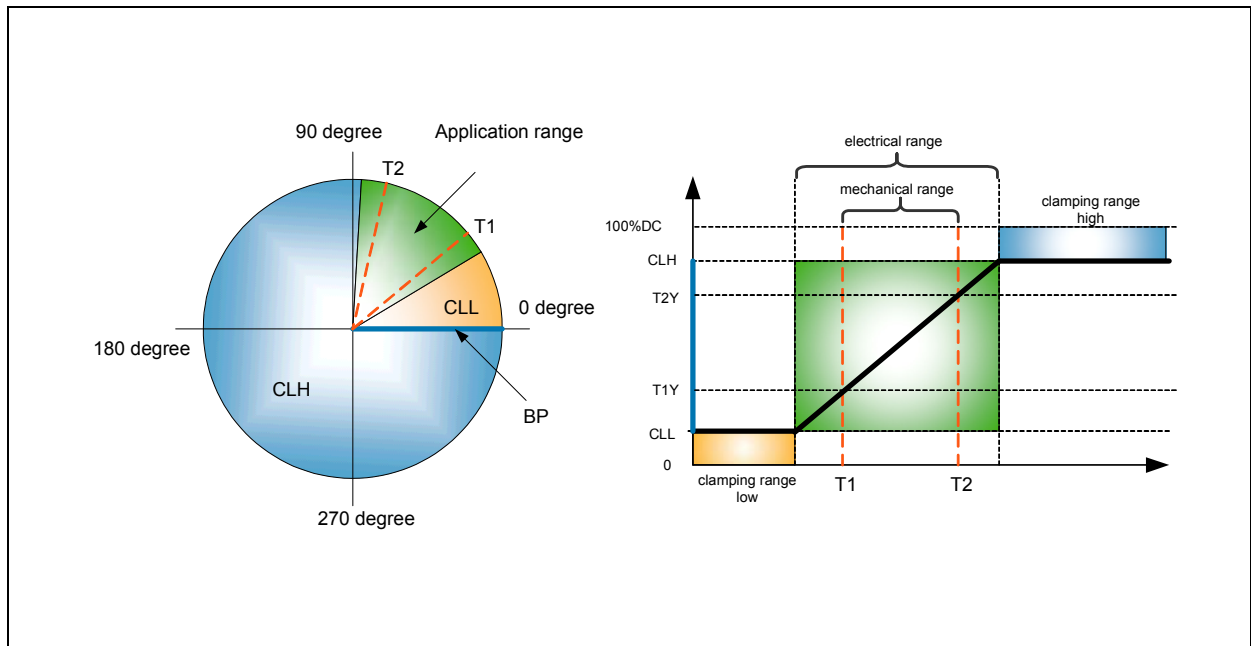 90 degree
Application range
T2
T1
0 degree
CLL
180 degree
CLH
BP
270 degree
electrical range
mechanical range
clamping range
high
100%DC
CLH
T2Y
T1Y
CLL
0
clamping range
low
T1
T2